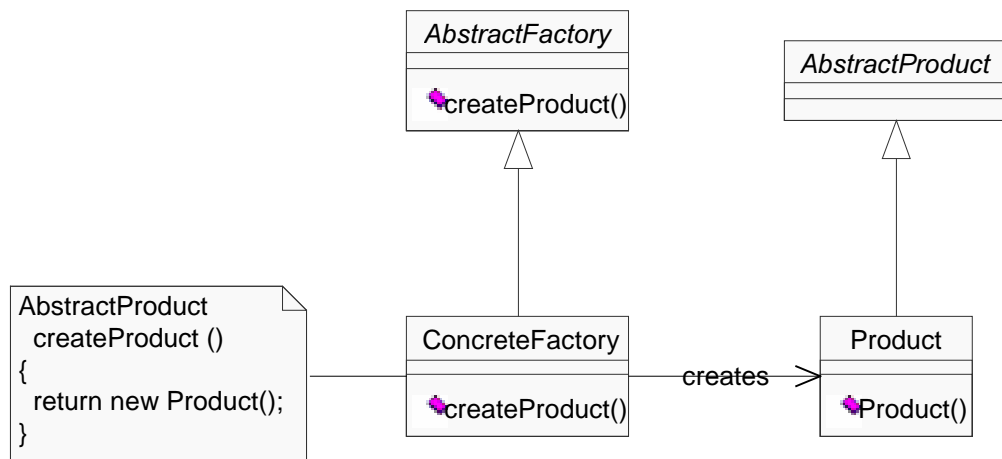 AbstractFactory
createProduct()
AbstractProduct
AbstractProduct
createProduct ()
{
return new Product();
}
ConcreteFactory
createProduct()
creates
Product
Product()